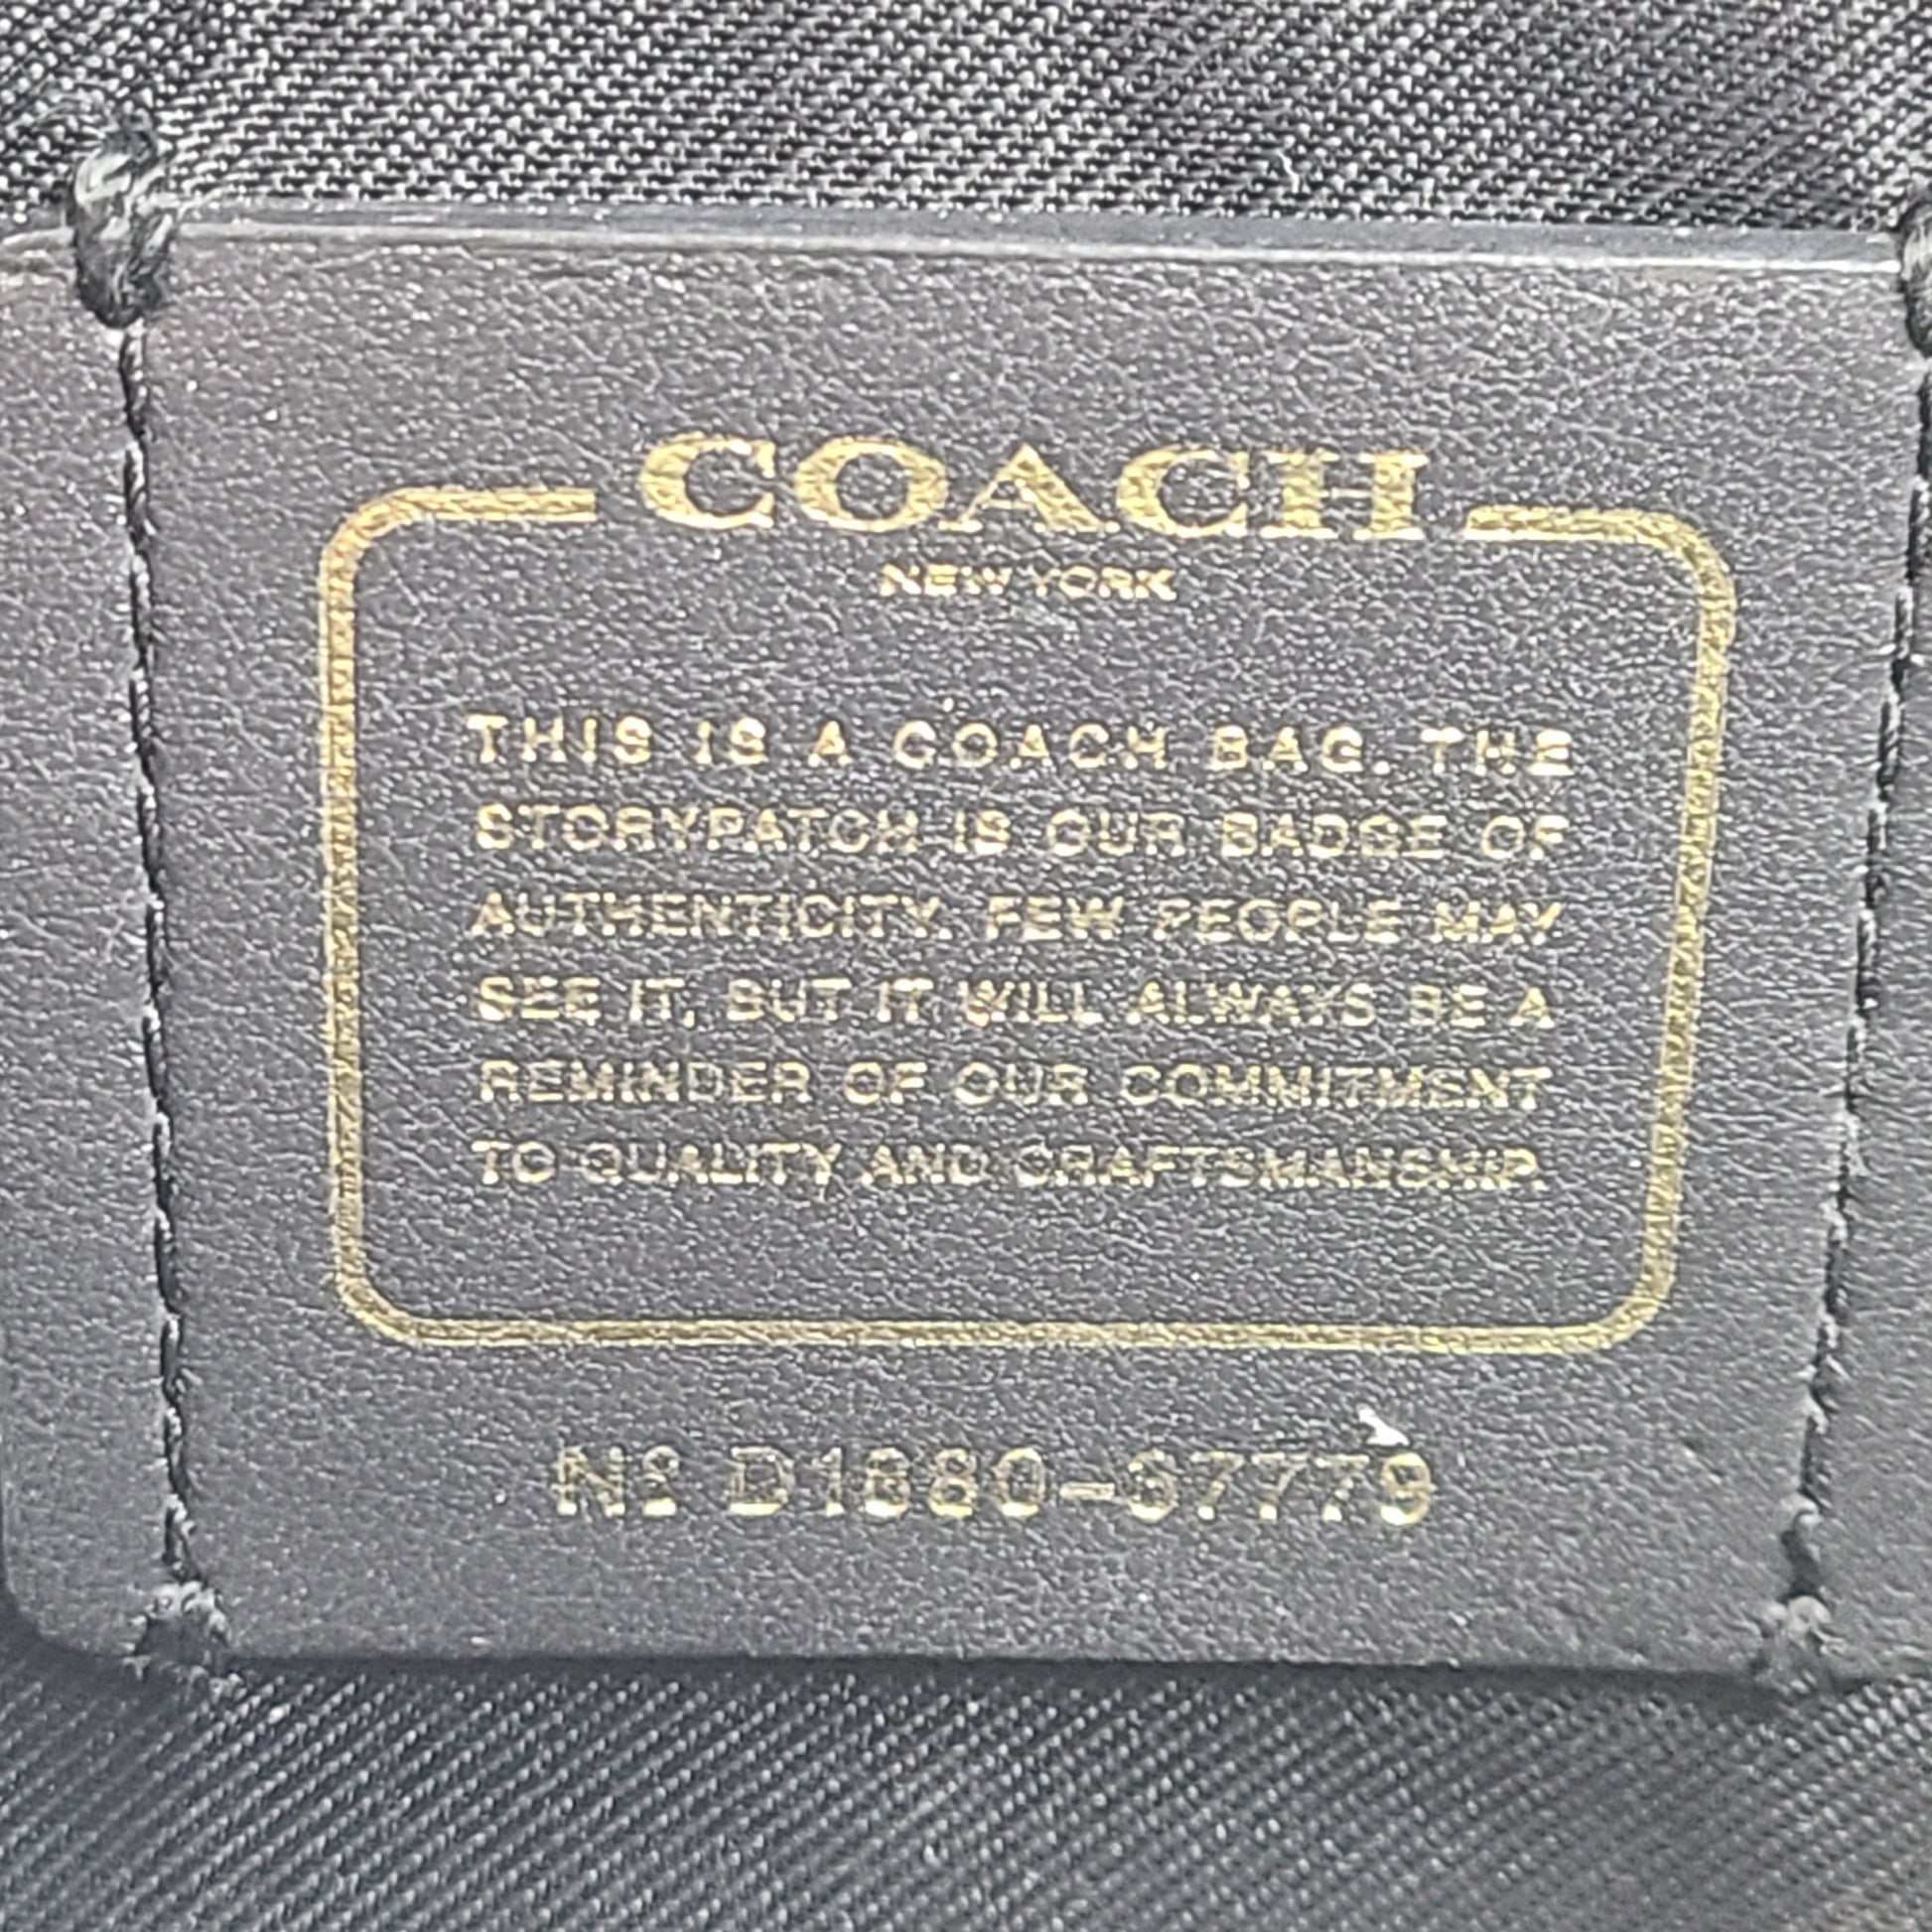 COACH
NEW YORK
THIS IS A COACH BAG. THE
STORYPATCH IS OUR BADGE OF
AUTHENTICITY. FEW PEOPLE MAY
SEE IT, BUT IT WILL ALWAYS BE A
REMINDER OF OUR COMMITMENT
TO QUALITY AND CRAFTSMANSHIP.
Nº D1880-67779